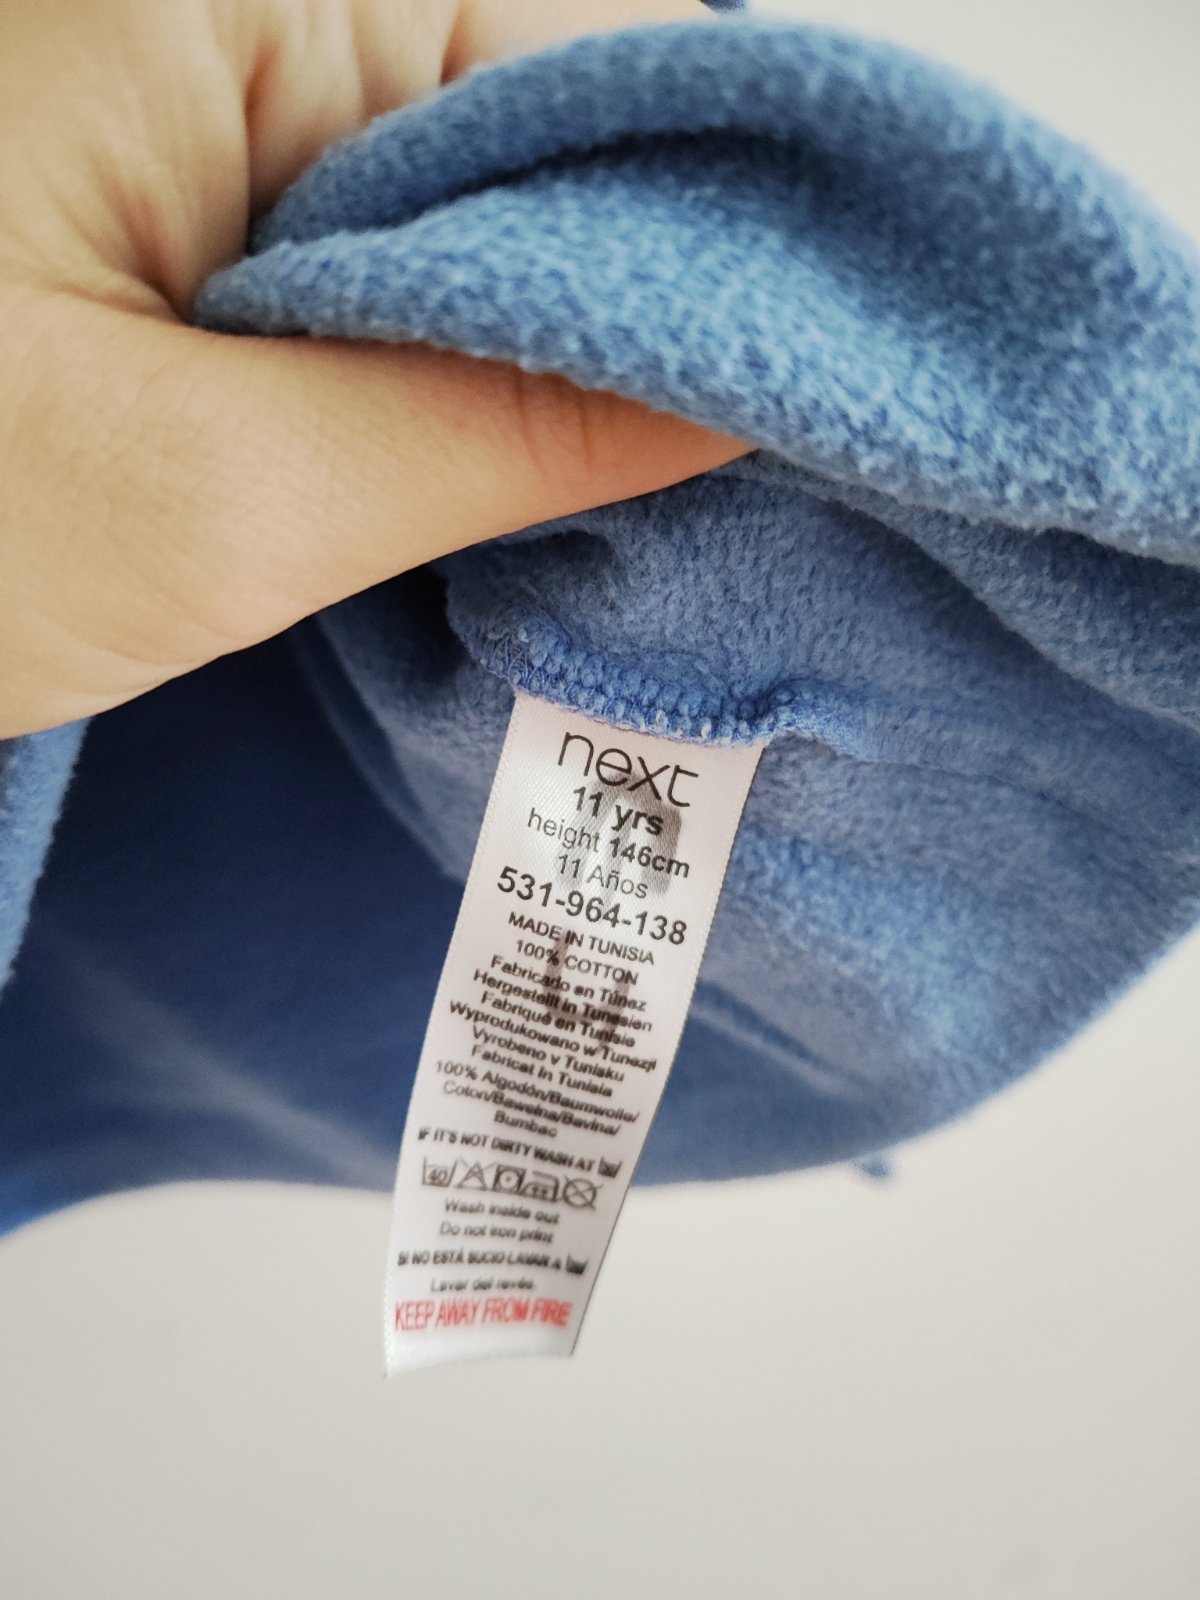 next
11 yrs
height 146cm
11 Años
531-964-138
MADE IN TUNISIA
100% COTTON
Fabricado en Túnez
Hergestellt in Tunesien
Fabriqué en Tunisie
Wyprodukowano w Tunezji
Vyrobeno v Tunisku
Fabricat în Tunisia
100% Algodón/Baumwolle/
Coton/Bawełna/Bavlna/
Bumbac
IF IT'S NOT DIRTY WASH AT
40
Wash inside out
Do not iron print
SI NO ESTÁ SUCIO LAVAR A
Lavar del revés.
KEEP AWAY FROM FIRE